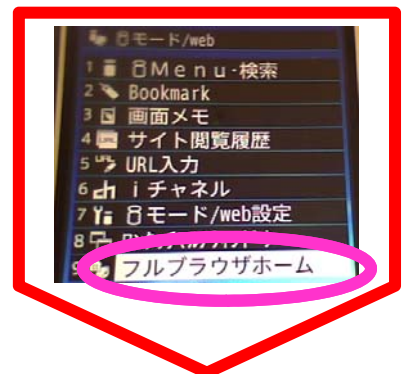 iモード/web
1 iMenu・検索
2 Bookmark
3 画面メモ
4 サイト閲覧履歴
5 URL入力
6 iチャネル
7 iモード/web設定
8
9 フルブラウザホーム